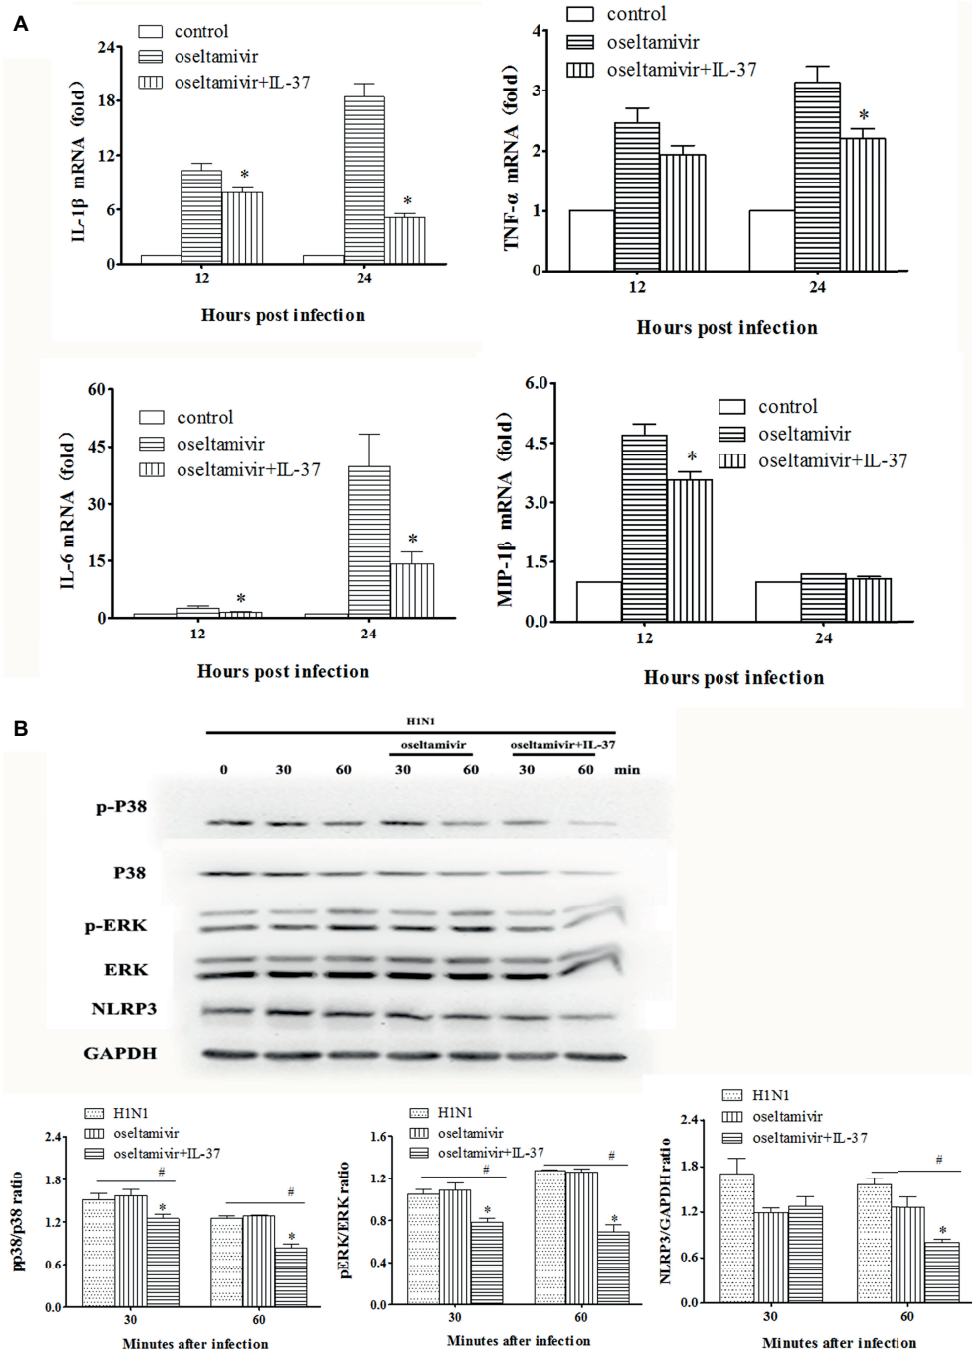 A
control
oseltamivir
oseltamivir+IL-37
24
18
12
6
0
IL-1β mRNA (fold)
*
*
12 24
Hours post infection
control
oseltamivir
oseltamivir+IL-37
4
3
2
1
0
TNF-α mRNA (fold)
*
12 24
Hours post infection
60
45
30
15
0
IL-6 mRNA (fold)
control
oseltamivir
oseltamivir+IL-37
*
*
12 24
Hours post infection
6.0
4.5
3.0
1.5
0.0
MIP-1β mRNA (fold)
control
oseltamivir
oseltamivir+IL-37
*
12 24
Hours post infection
B
H1N1
oseltamivir oseltamivir+IL-37
0 30 60 30 60 30 60 min
p-P38
P38
p-ERK
ERK
NLRP3
GAPDH
H1N1
oseltamivir
oseltamivir+IL-37
2.4
1.8
1.2
0.6
0.0
pp38/p38 ratio
#
#
*
*
30 60
Minutes after infection
H1N1
oseltamivir
oseltamivir+IL-37
1.6
1.2
0.8
0.4
0.0
pERK/ERK ratio
#
#
*
*
30 60
Minutes after infection
H1N1
oseltamivir
oseltamivir+IL-37
2.4
1.8
1.2
0.6
0.0
NLRP3/GAPDH ratio
#
*
30 60
Minutes after infection